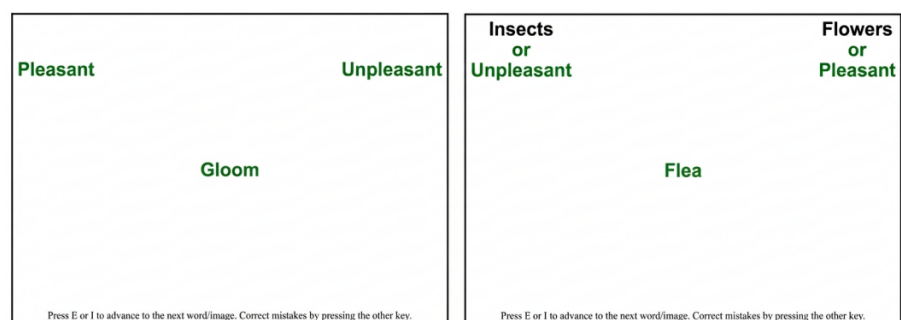 Pleasant Unpleasant
Gloom
Press E or I to advance to the next word/image. Correct mistakes by pressing the other key.
Insects Flowers
or or
Unpleasant Pleasant
Flea
Press E or I to advance to the next word/image. Correct mistakes by pressing the other key.